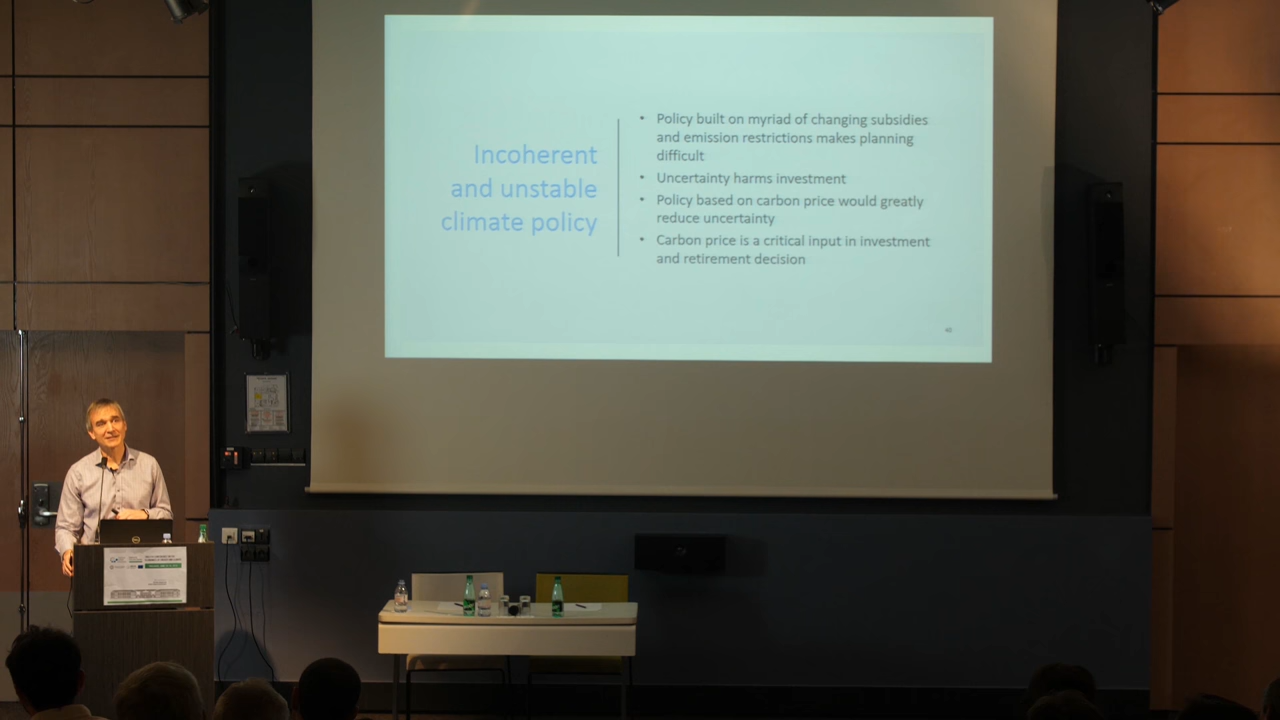 Incoherent
and unstable
climate policy
• Policy built on myriad of changing subsidies
and emission restrictions makes planning
difficult
• Uncertainty harms investment
• Policy based on carbon price would greatly
reduce uncertainty
• Carbon price is a critical input in investment
and retirement decision